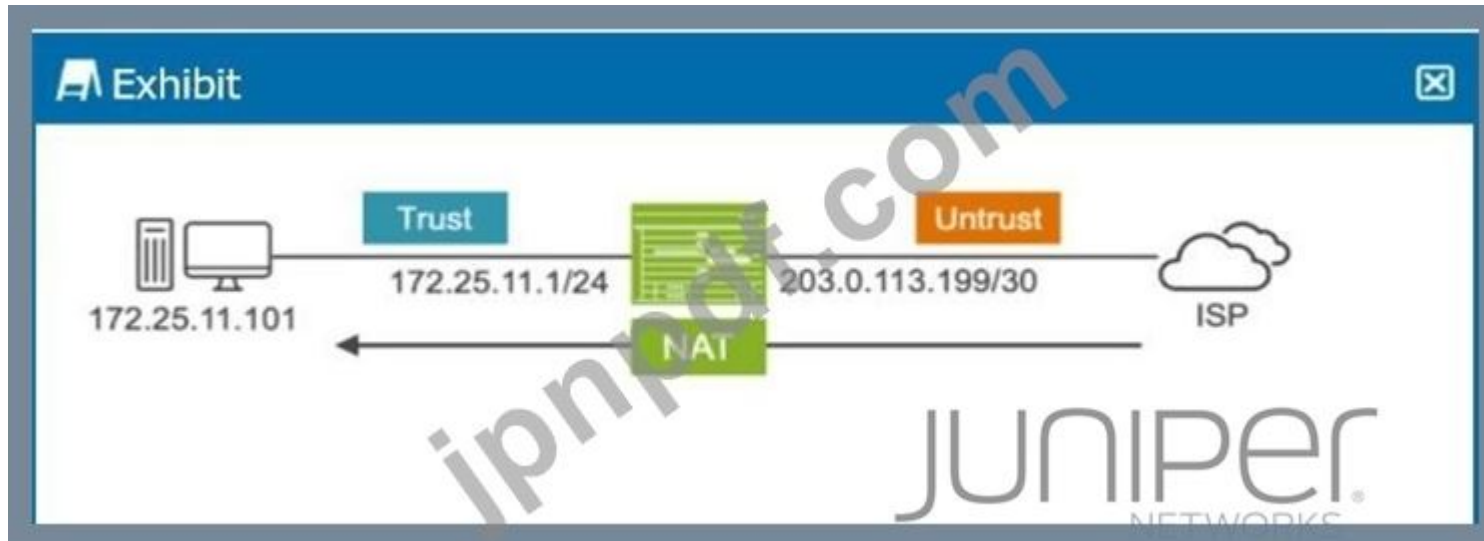 Exhibit
Trust
Untrust
172.25.11.1/24
203.0.113.199/30
172.25.11.101
ISP
NAT
jpnpdf.com
JUNIPER
NETWORKS